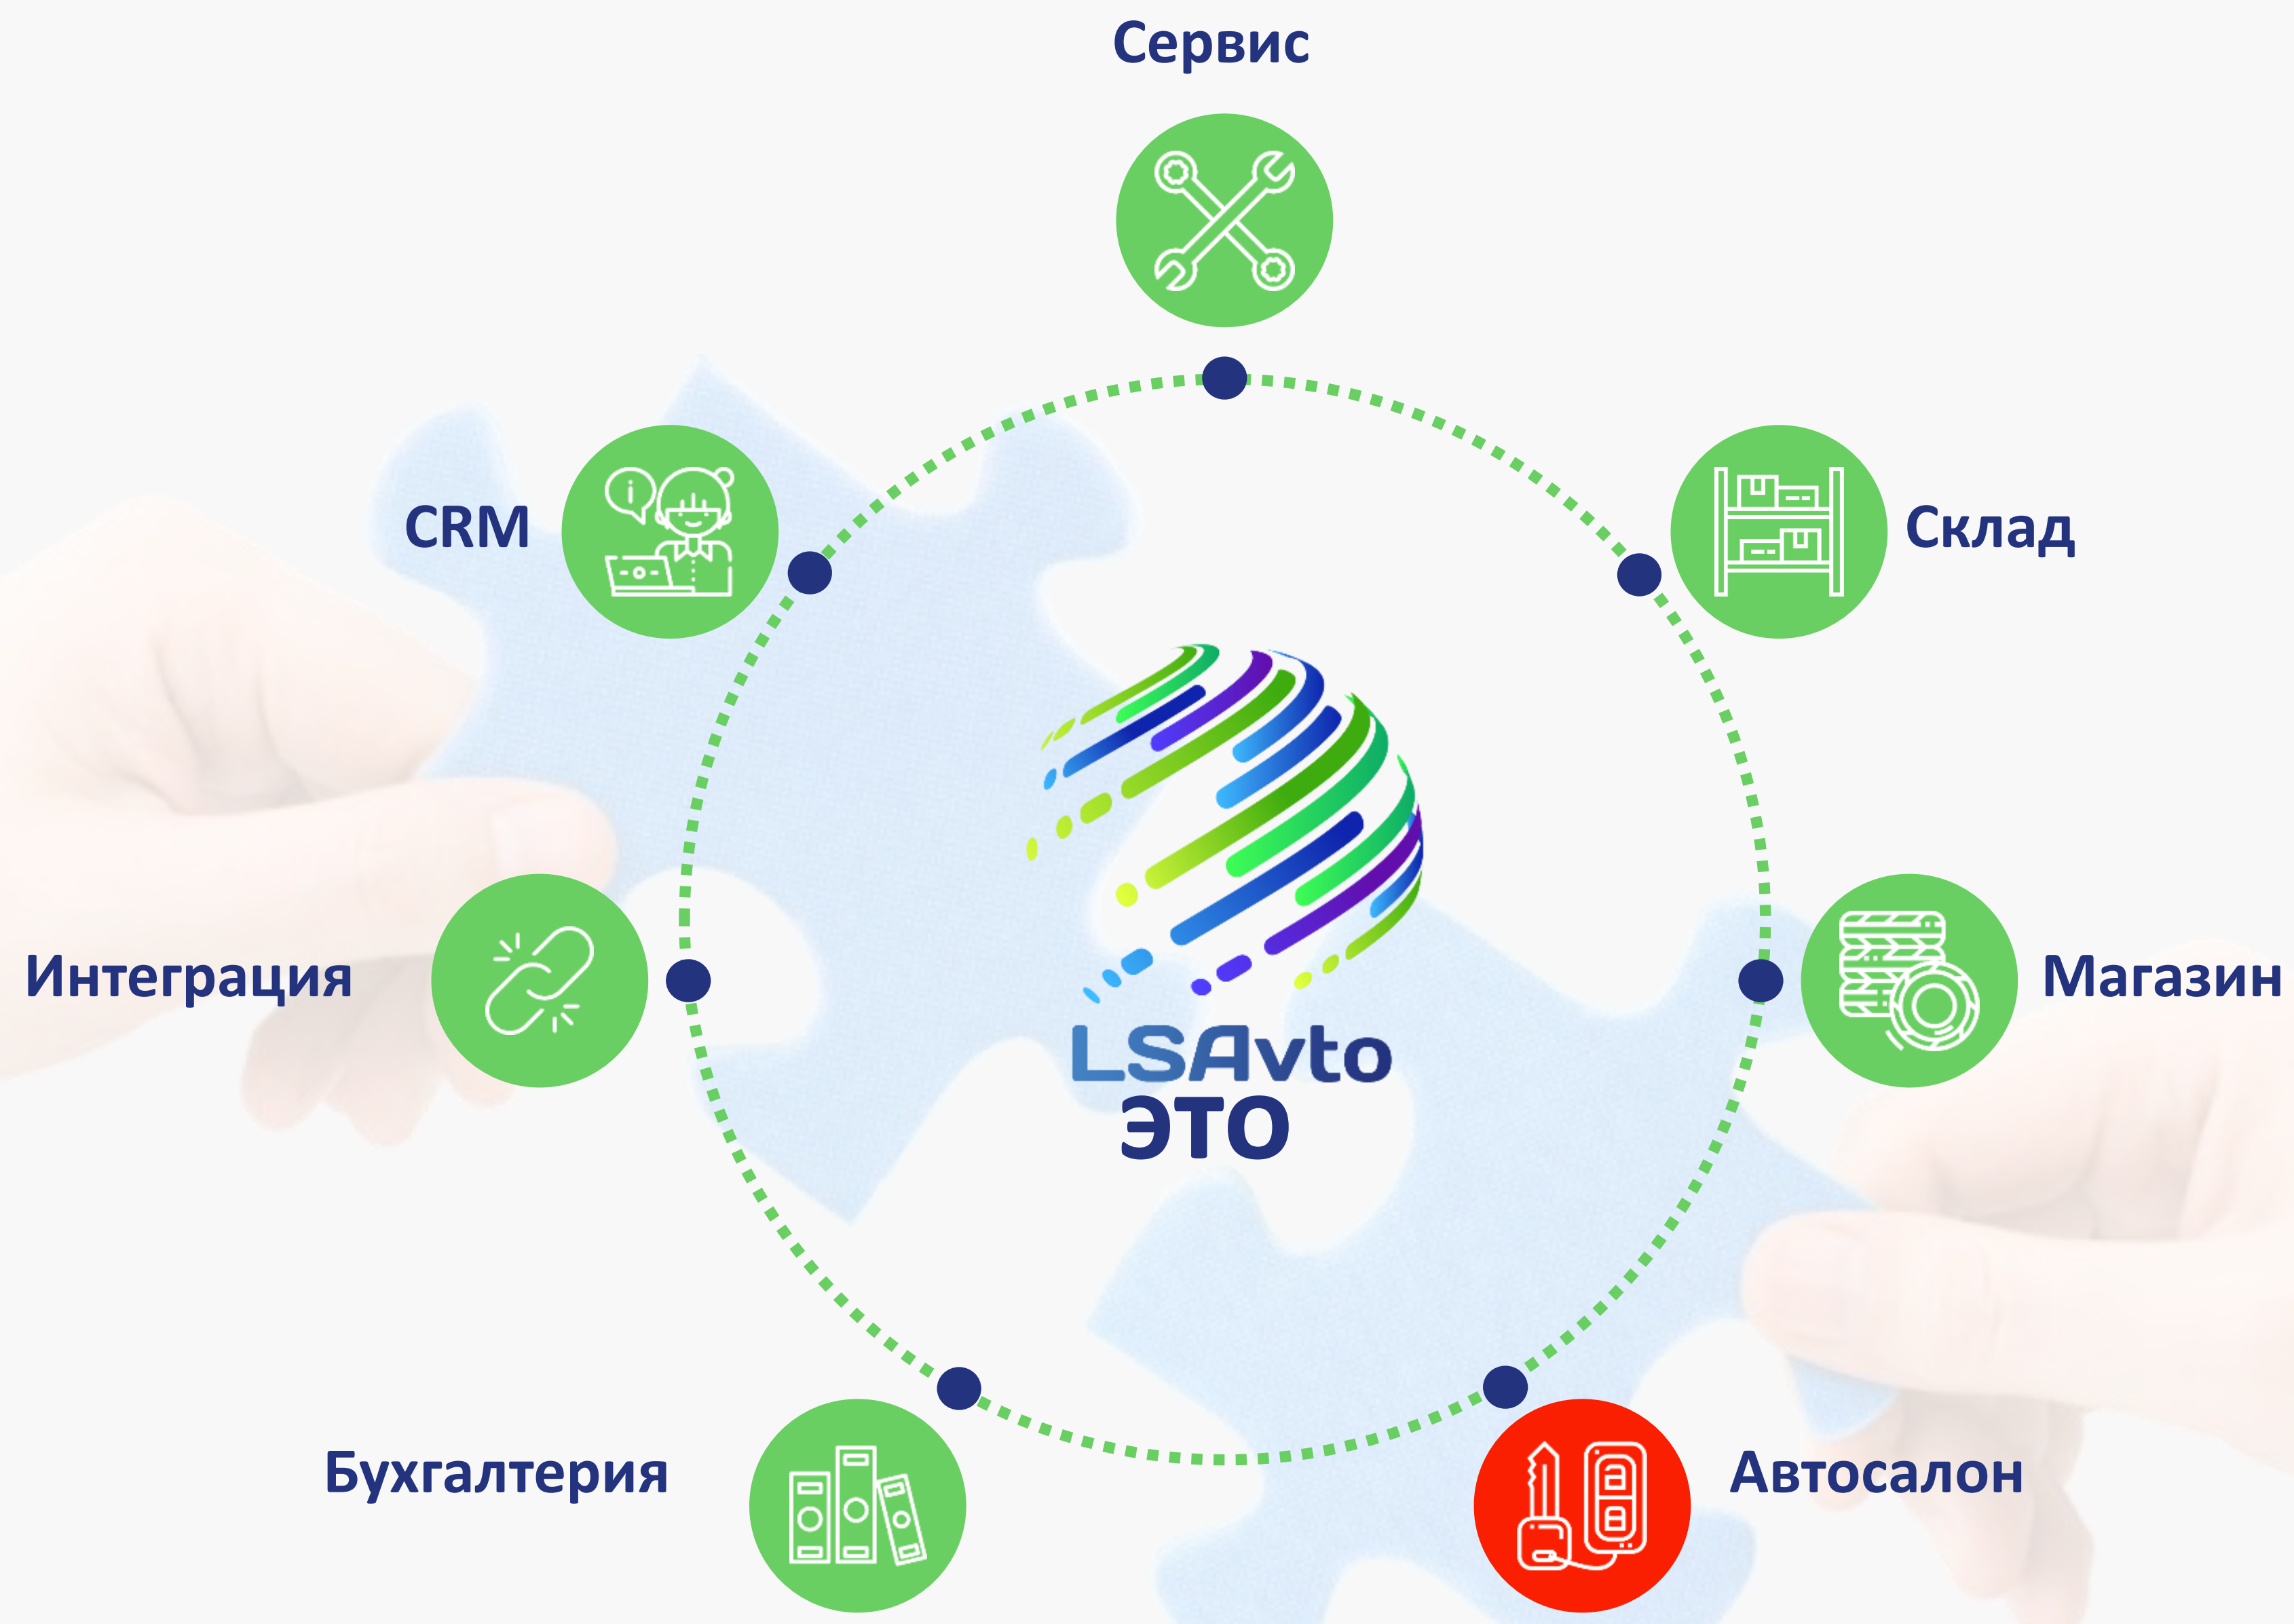 Сервис
CRM
Склад
Интеграция
Магазин
LSAvto
ЭТО
Бухгалтерия
Автосалон